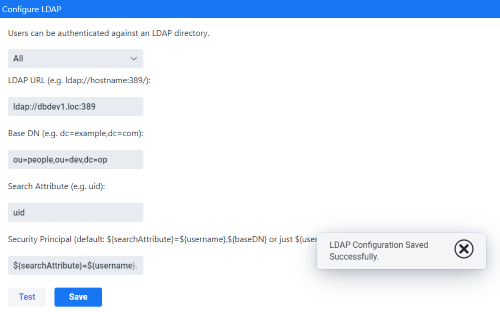 Configure LDAP
Users can be authenticated against an LDAP directory.
All
LDAP URL (e.g. ldap://hostname:389/):
ldap://dbdev1.loc:389
Base DN (e.g. dc=example,dc=com):
ou=people,ou=dev,dc=op
Search Attribute (e.g. uid):
uid
Security Principal (default: ${searchAttribute}=${username},${baseDN} or just ${user
LDAP Configuration Saved
Successfully.
${searchAttribute}=${username},
Test
Save